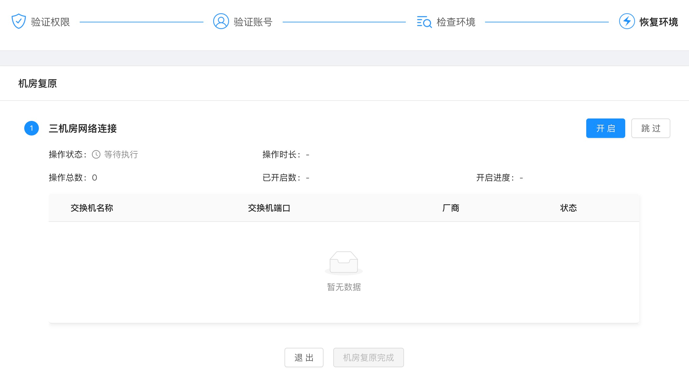 验证权限 验证账号 检查环境 恢复环境
机房复原
1 三机房网络连接 开 启 跳 过
操作状态： 等待执行 操作时长： -
操作总数： 0 已开启数： - 开启进度： -
交换机名称 交换机端口 厂商 状态
暂无数据
退 出 机房复原完成